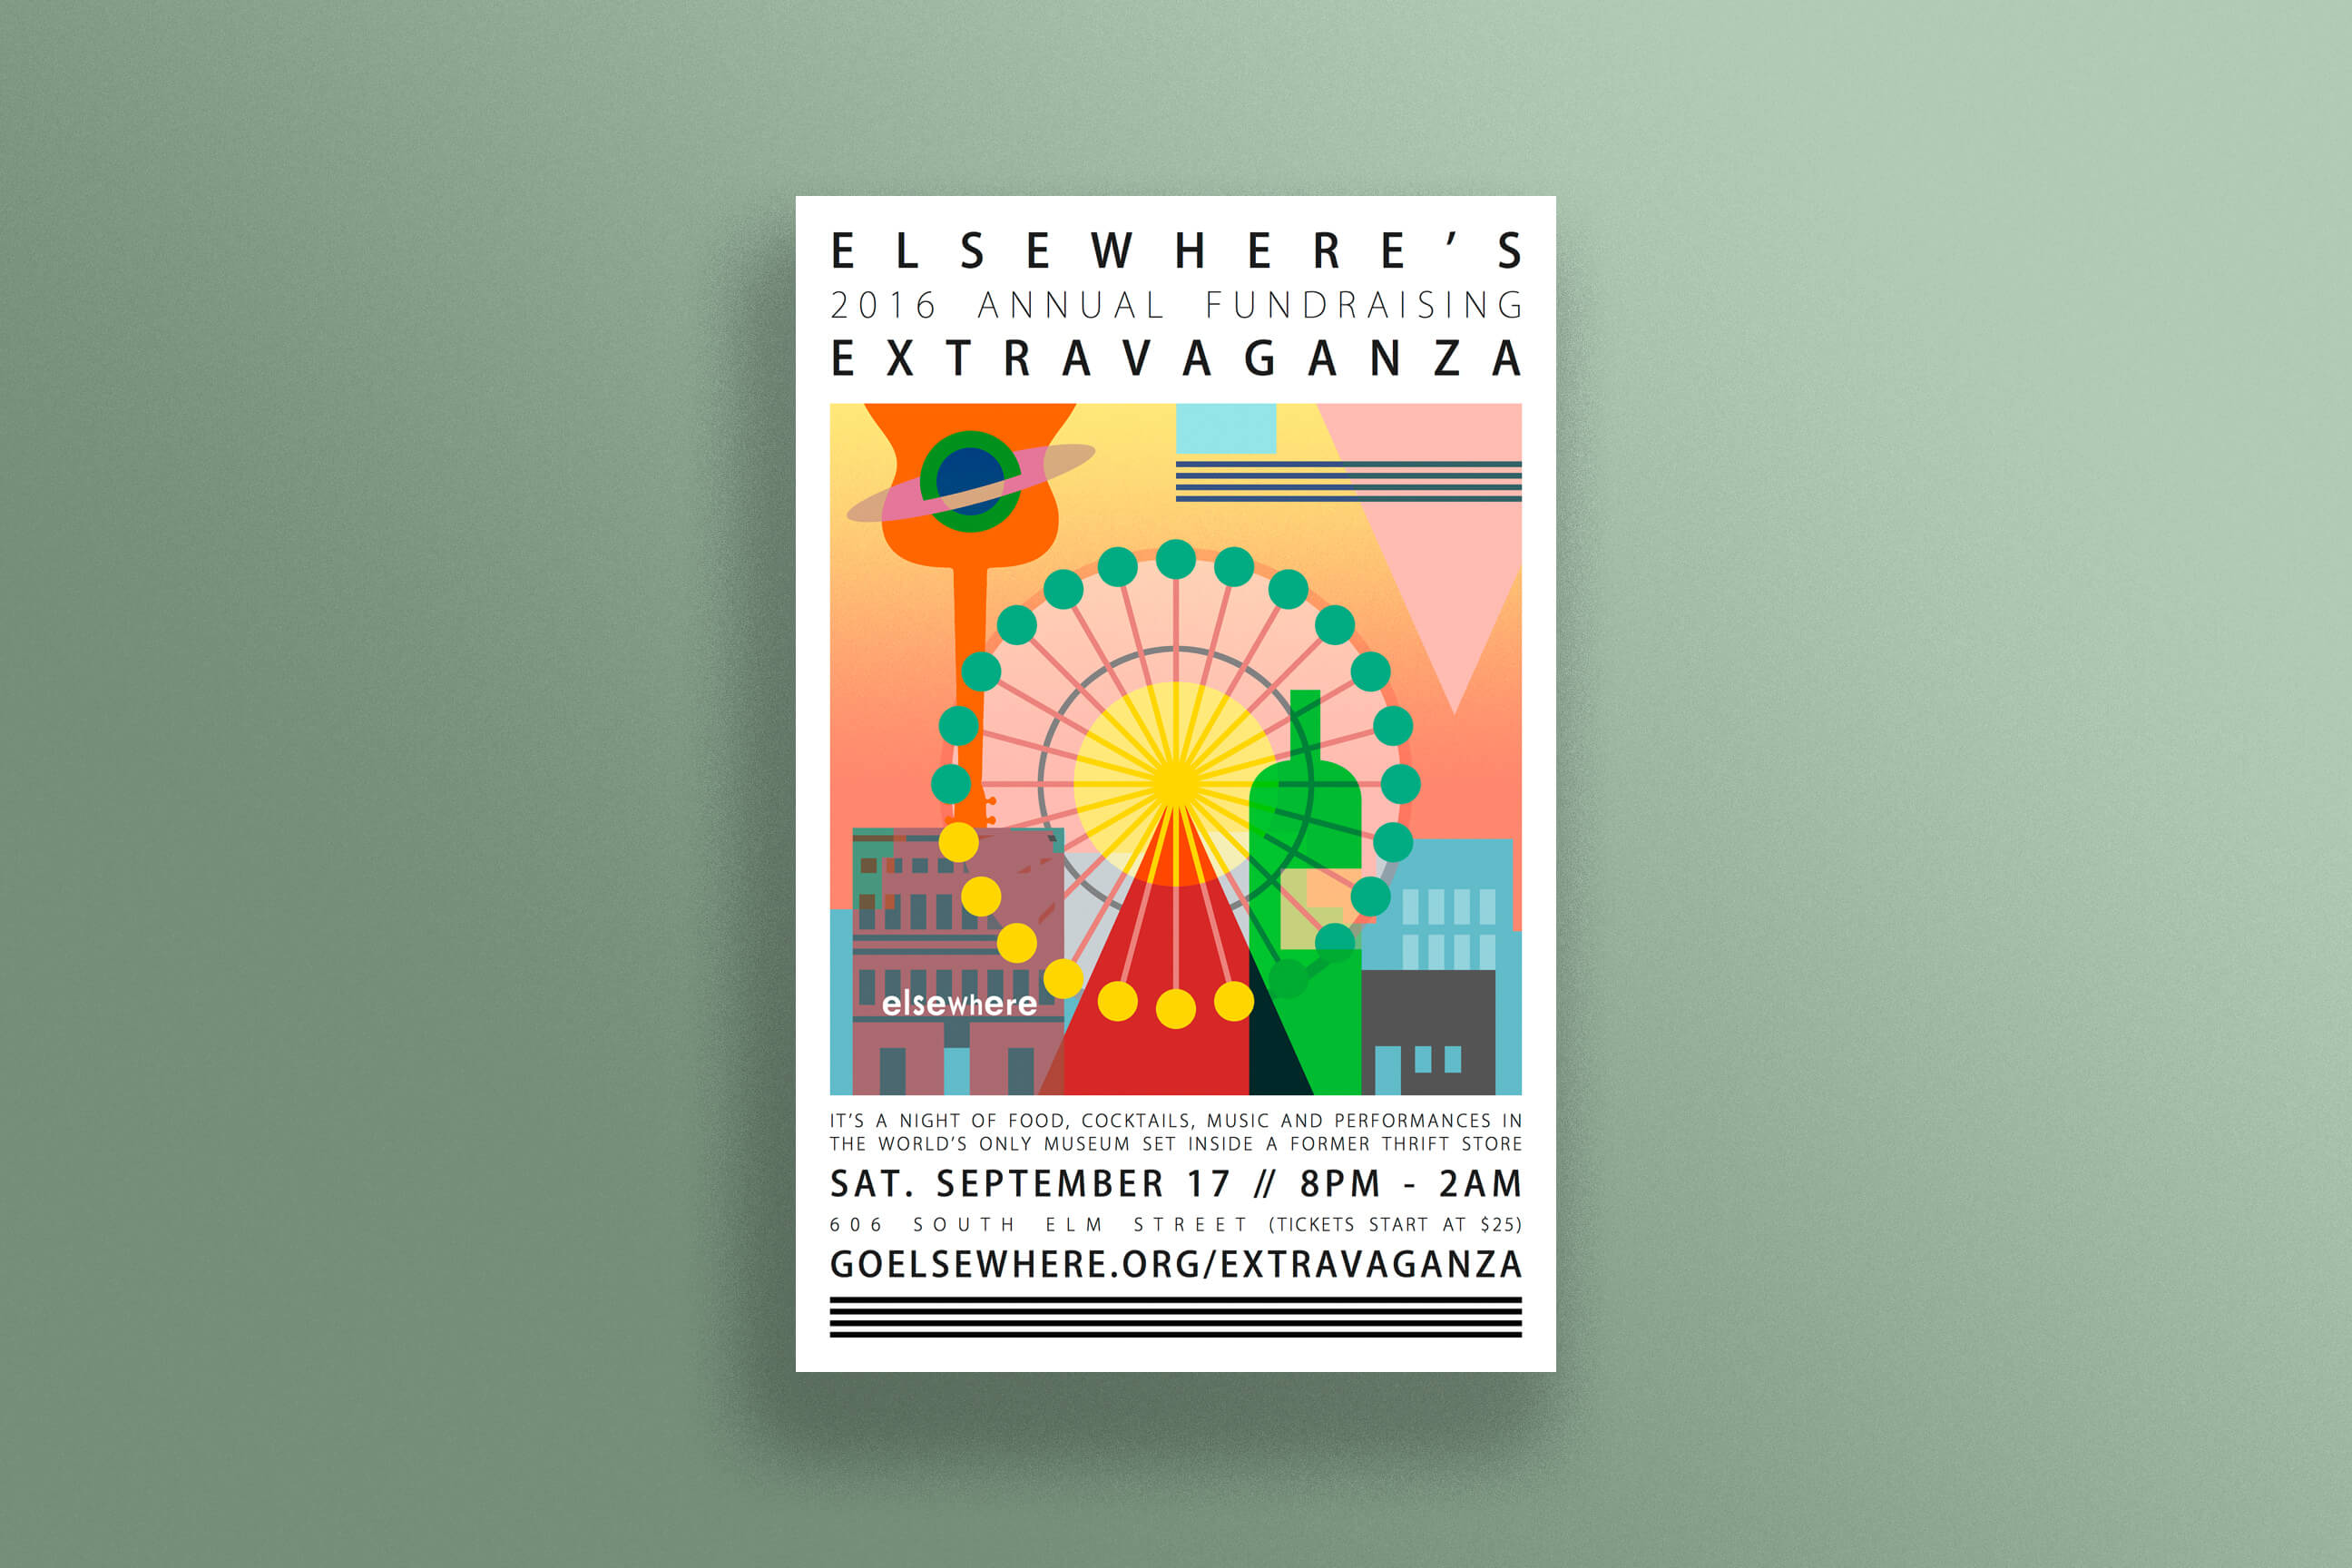 ELSEWHERE'S
2016 ANNUAL FUNDRAISING
EXTRAVAGANZA
elsewhere
IT'S A NIGHT OF FOOD, COCKTAILS, MUSIC AND PERFORMANCES IN
THE WORLD'S ONLY MUSEUM SET INSIDE A FORMER THRIFT STORE
SAT. SEPTEMBER 17 // 8PM - 2AM
606 SOUTH ELM STREET (TICKETS START AT $25)
GOELSEWHERE.ORG/EXTRAVAGANZA